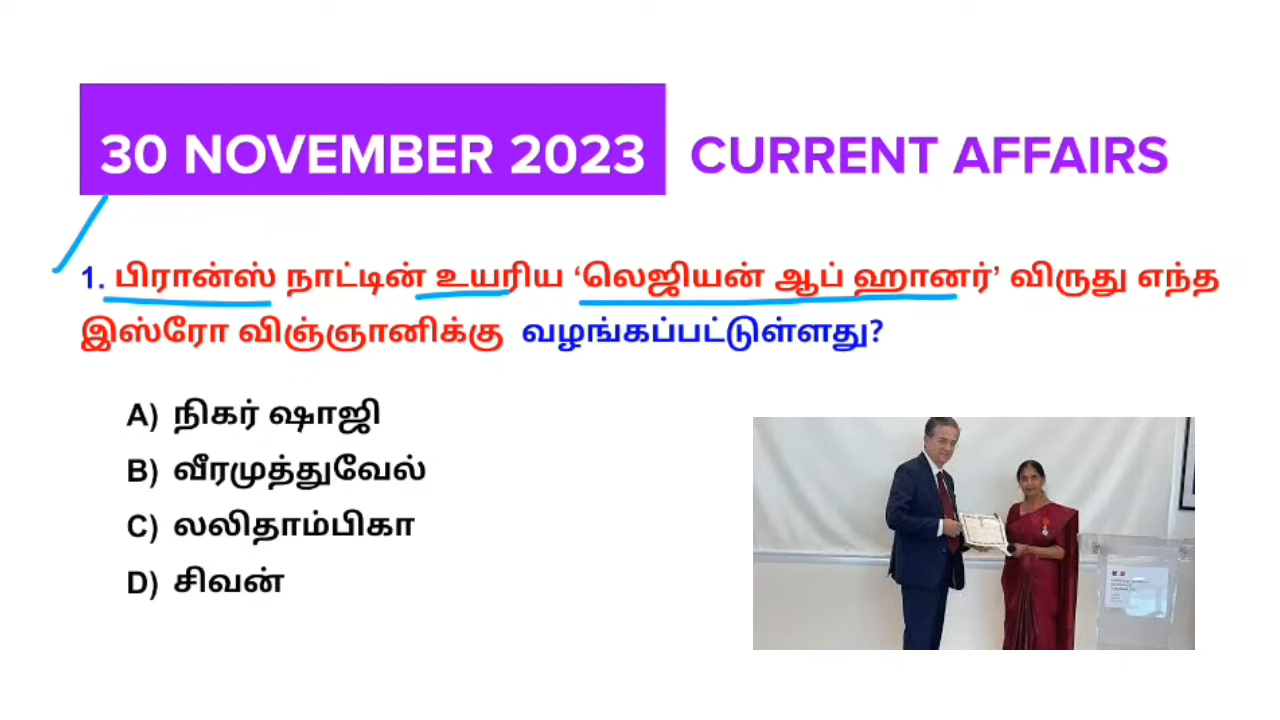 30 NOVEMBER 2023 CURRENT AFFAIRS
1. பிரான்ஸ் நாட்டின் உயரிய ‘லெஜியன் ஆப் ஹானர்’ விருது எந்த
இஸ்ரோ விஞ்ஞானிக்கு வழங்கப்பட்டுள்ளது?
A) நிகர் ஷாஜி
B) வீரமுத்துவேல்
C) லலிதாம்பிகா
D) சிவன்